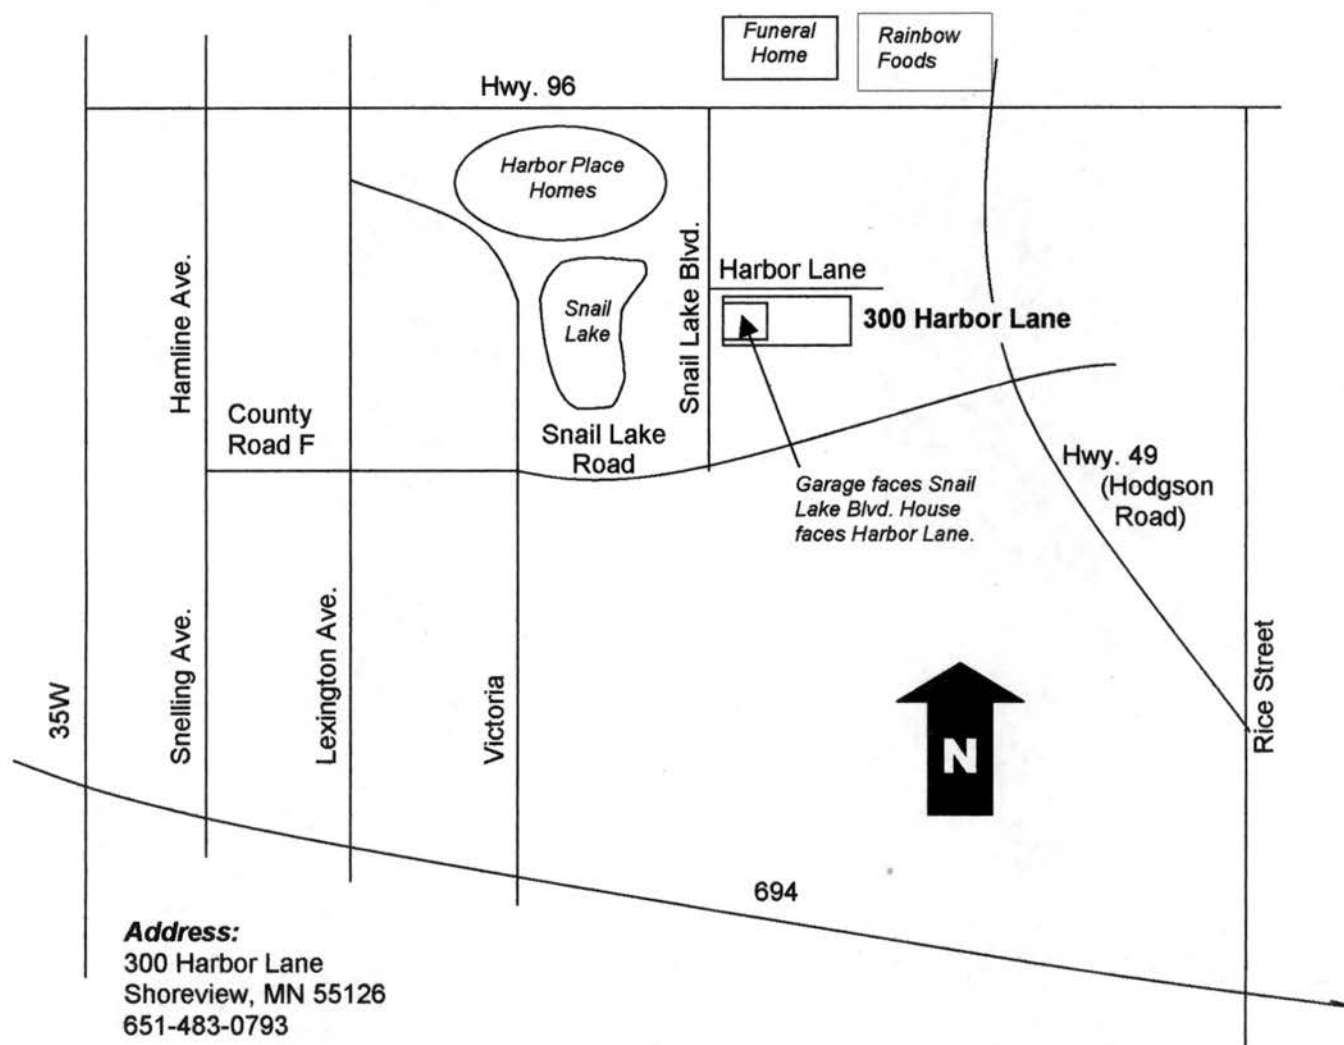 Funeral
Home
Rainbow
Foods
Hwy. 96
Harbor Place
Homes
Hamline Ave.
Snail Lake Blvd.
Harbor Lane
Snail
Lake
300 Harbor Lane
County
Road F
Snail Lake
Road
Hwy. 49
(Hodgson
Road)
Garage faces Snail
Lake Blvd. House
faces Harbor Lane.
35W
Snelling Ave.
Lexington Ave.
Victoria
N
Rice Street
694
Address:
300 Harbor Lane
Shoreview, MN 55126
651-483-0793